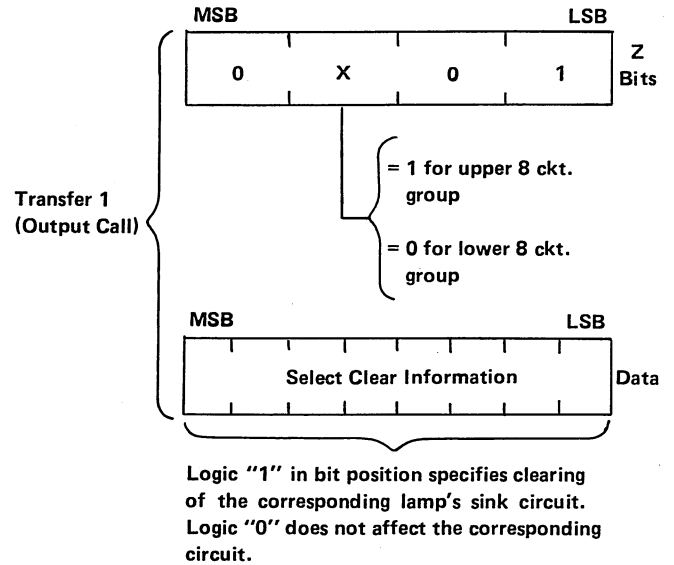 MSB LSB
0 X 0 1
Z
Bits
= 1 for upper 8 ckt.
group
= 0 for lower 8 ckt.
group
Transfer 1
(Output Call)
MSB LSB
Select Clear Information
Data
Logic "1" in bit position specifies clearing
of the corresponding lamp's sink circuit.
Logic "0" does not affect the corresponding
circuit.